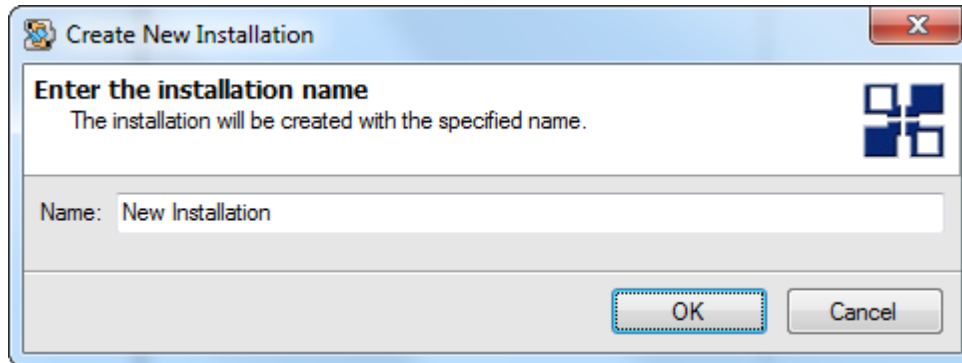 Create New Installation
Enter the installation name
The installation will be created with the specified name.
Name: New Installation
OK Cancel